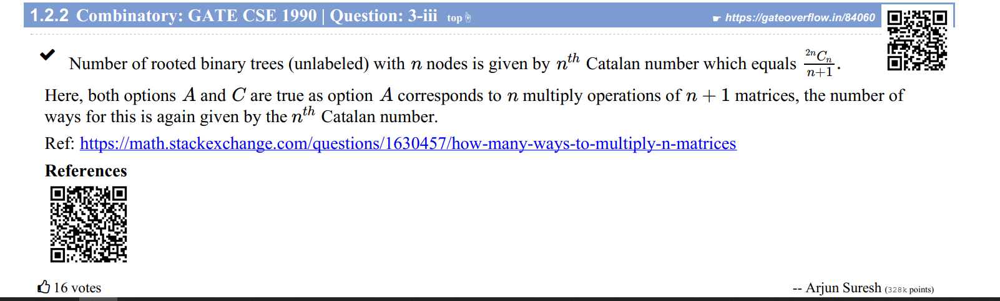 1.2.2 Combinatory: GATE CSE 1990 | Question: 3-iii top☝ ☛ https://gateoverflow.in/84060
✔ Number of rooted binary trees (unlabeled) with $n$ nodes is given by $n^{th}$ Catalan number which equals $\frac{^{2n}C_n}{n+1}$.
Here, both options $A$ and $C$ are true as option $A$ corresponds to $n$ multiply operations of $n+1$ matrices, the number of
ways for this is again given by the $n^{th}$ Catalan number.
Ref: https://math.stackexchange.com/questions/1630457/how-many-ways-to-multiply-n-matrices
References
16 votes -- Arjun Suresh (328k points)